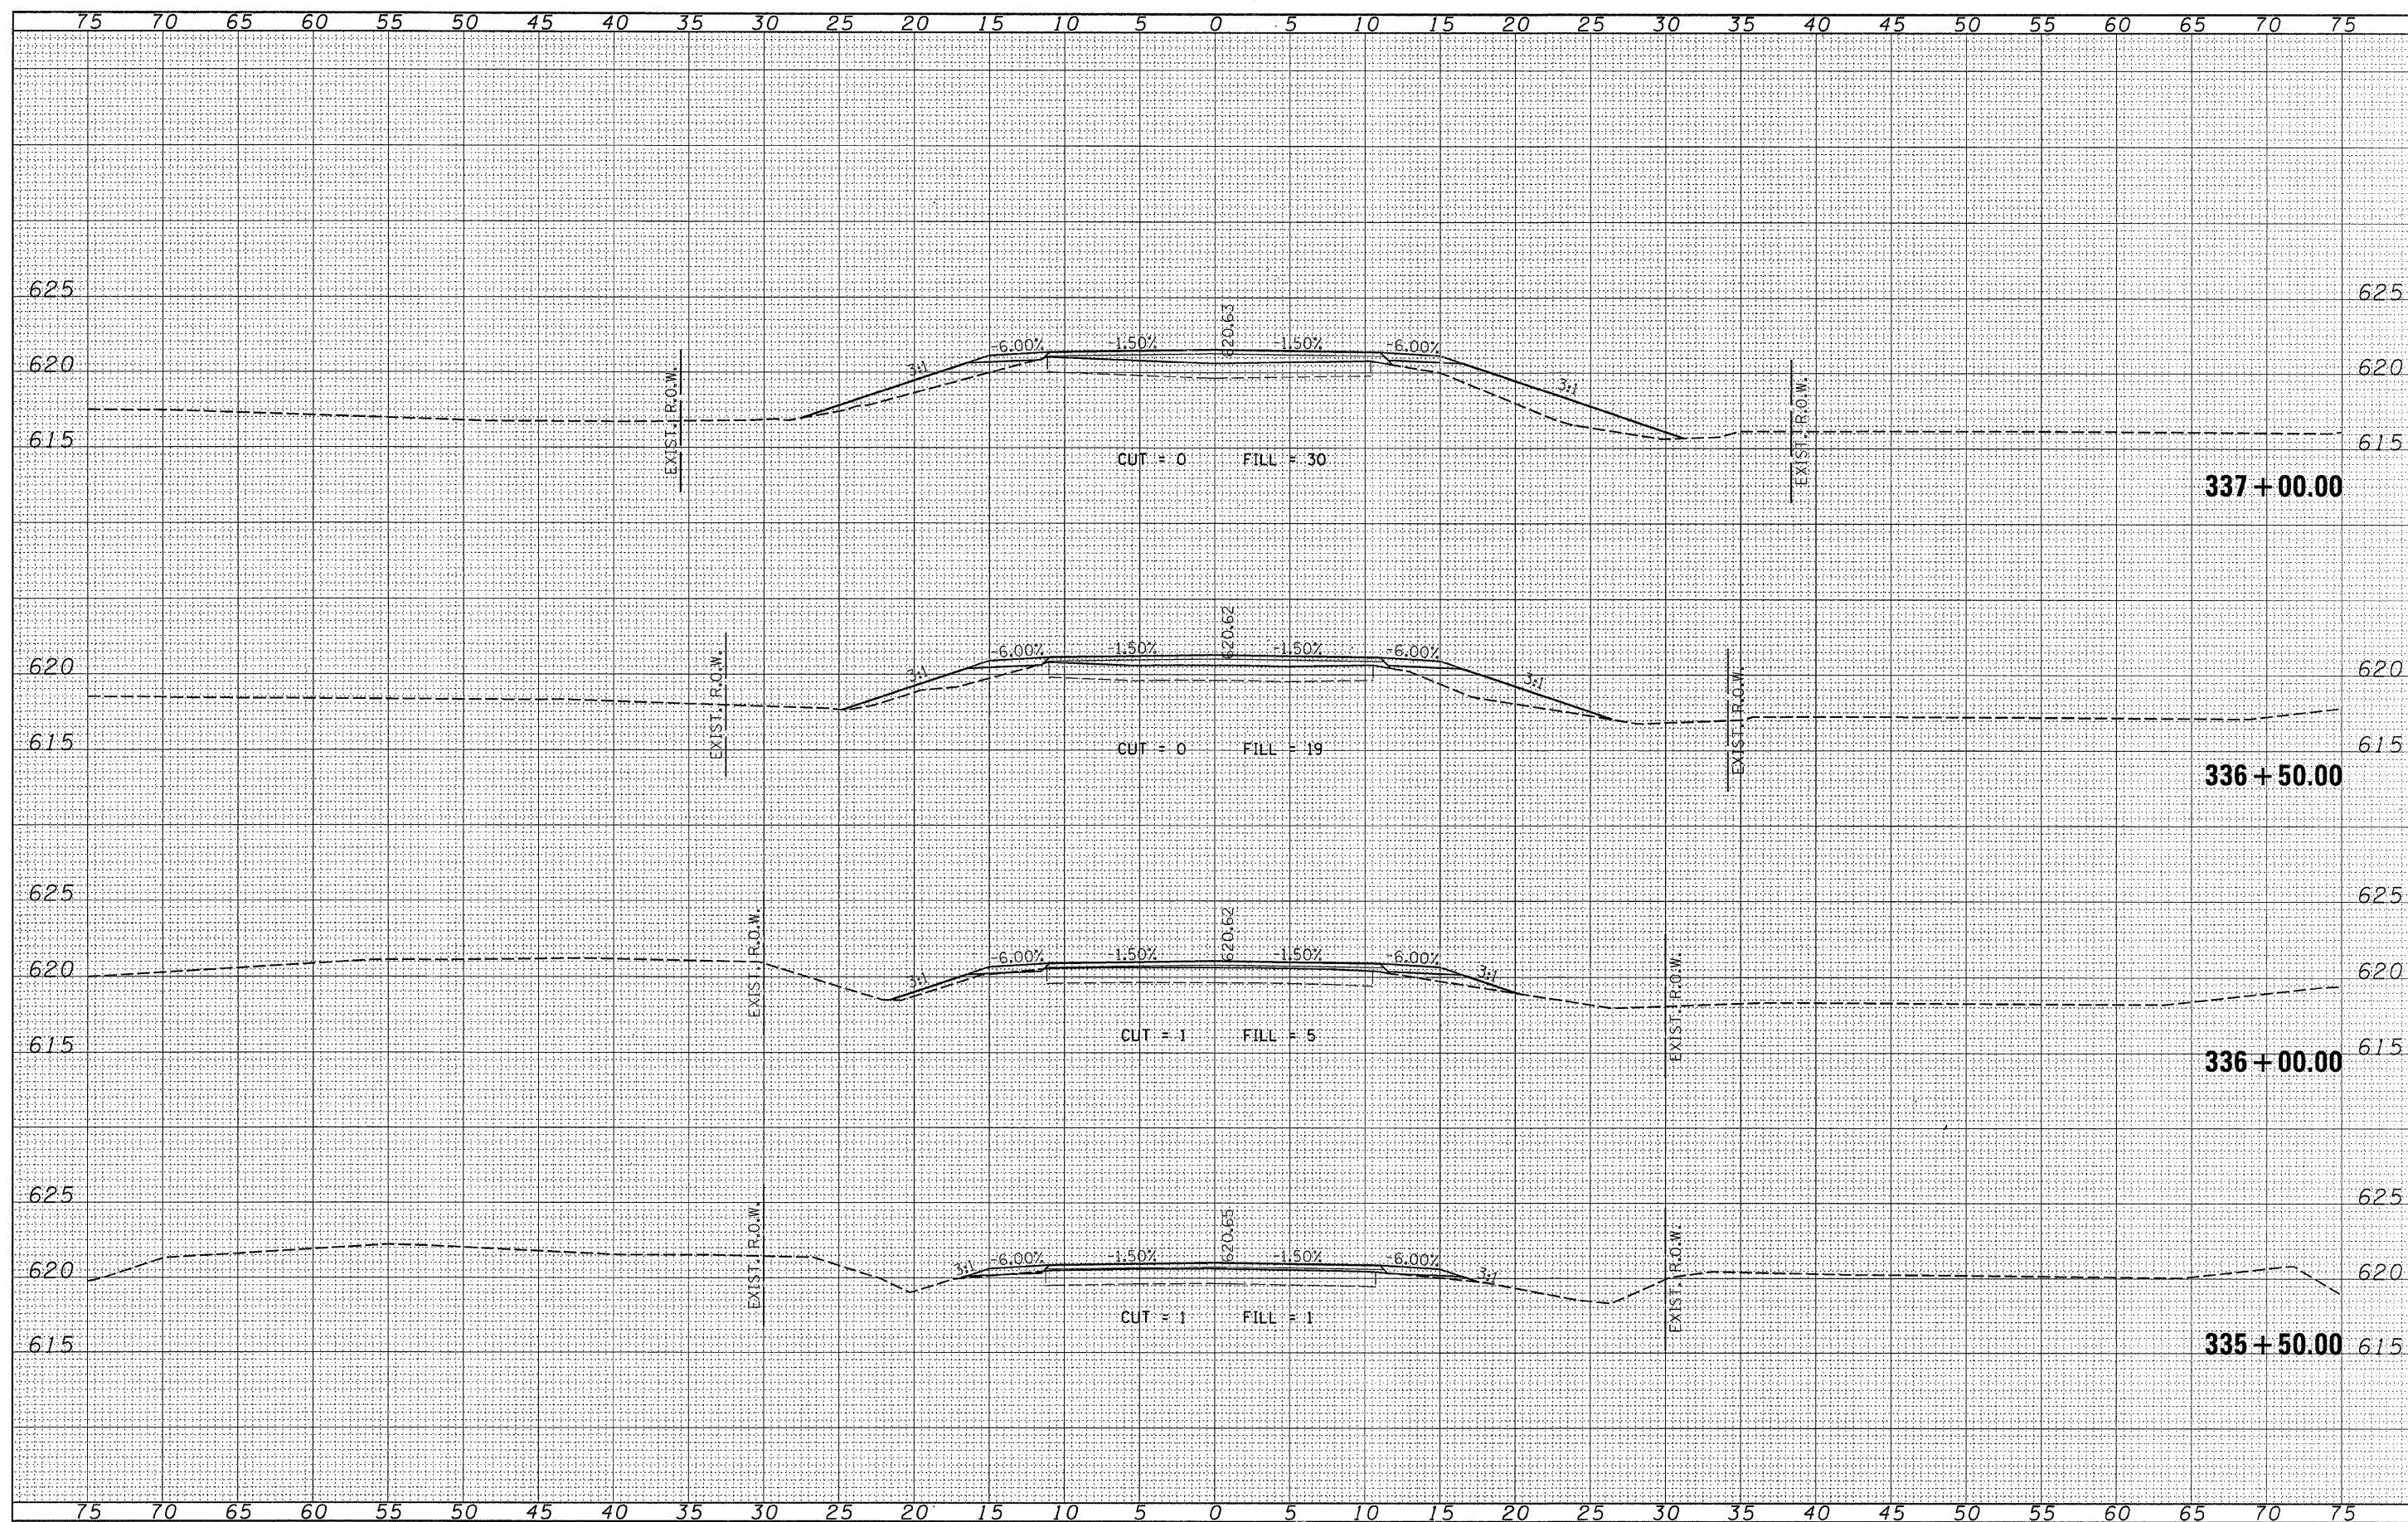 75 70 65 60 55 50 45 40 35 30 25 20 15 10 5 0 5 10 15 20 25 30 35 40 45 50 55 60 65 70 75
625 625
620.63
-6.00% -1.50% -1.50% -6.00%
620 3:1 3:1 620
EXIST. R.O.W. EXIST. R.O.W.
615 615
CUT = 0 FILL = 30
337+00.00
620.62
-6.00% -1.50% -1.50% -6.00%
620 3:1 3:1 620
EXIST. R.O.W. EXIST. R.O.W.
615 CUT = 0 FILL = 19 615
336+50.00
625 625
620.62
-6.00% -1.50% -1.50% -6.00%
620 3:1 3:1 620
EXIST. R.O.W. EXIST. R.O.W.
CUT = 1 FILL = 5
615 615
336+00.00
625 625
620.65
-6.00% -1.50% -1.50% -6.00%
620 3:1 3:1 620
EXIST. R.O.W. EXIST. R.O.W.
CUT = 1 FILL = 1
615 335+50.00 615
75 70 65 60 55 50 45 40 35 30 25 20 15 10 5 0 5 10 15 20 25 30 35 40 45 50 55 60 65 70 75